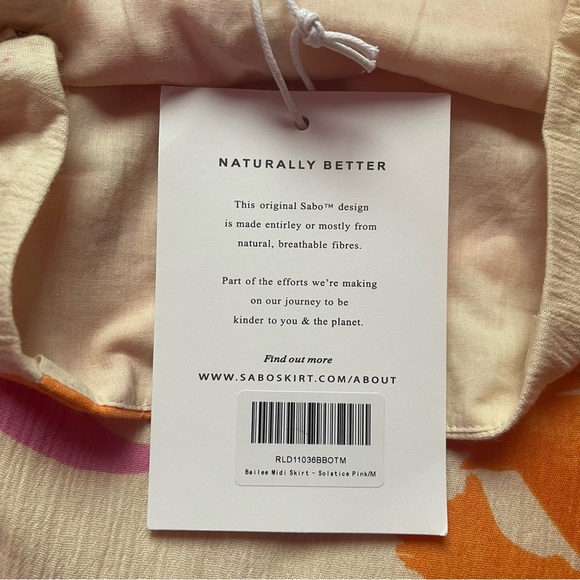 NATURALLY BETTER
This original Sabo™ design
is made entirley or mostly from
natural, breathable fibres.
Part of the efforts we're making
on our journey to be
kinder to you & the planet.
Find out more
WWW.SABOSKIRT.COM/ABOUT
RLD11036BBOTM
Bailee Midi Skirt - Solstice Pink/M